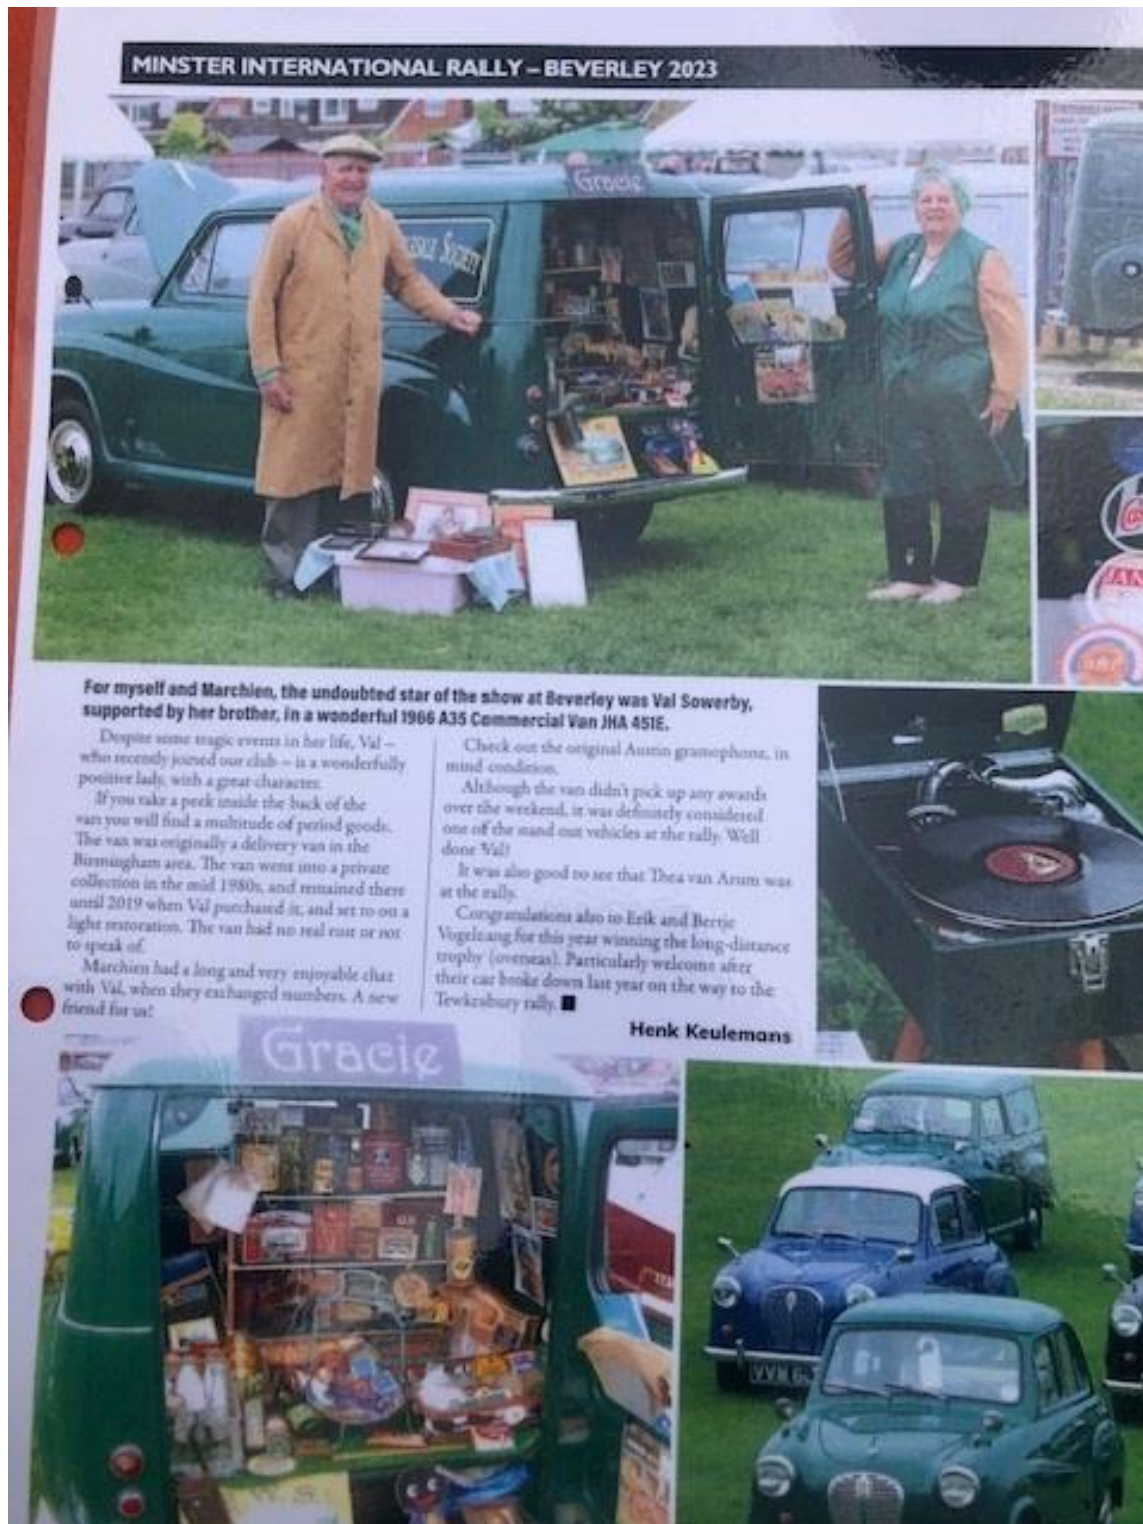 MINSTER INTERNATIONAL RALLY – BEVERLEY 2023
Gracie
SOCIETY
For myself and Marchien, the undoubted star of the show at Beverley was Val Sowerby,
supported by her brother, in a wonderful 1966 A35 Commercial Van JHA 451E.
Despite some tragic events in her life, Val –
who recently joined our club – is a wonderfully
positive lady, with a great character.
If you take a peek inside the back of the
van you will find a multitude of period goods.
The van was originally a delivery van in the
Birmingham area. The van went into a private
collection in the mid 1980s, and remained there
until 2019 when Val purchased it, and set to on a
light restoration. The van had no real rust or rot
to speak of.
Marchien had a long and very enjoyable chat
with Val, when they exchanged numbers. A new
friend for us!
Check out the original Austin gramophone, in
mind condition.
Although the van didn't pick up any awards
over the weekend, it was definitely considered
one of the stand out vehicles at the rally. Well
done Val!
It was also good to see that Thea van Arum was
at the rally.
Congratulations also to Erik and Bertje
Vogelzang for this year winning the long-distance
trophy (overseas). Particularly welcome after
their car broke down last year on the way to the
Tewkesbury rally.
Henk Keulemans
Gracie